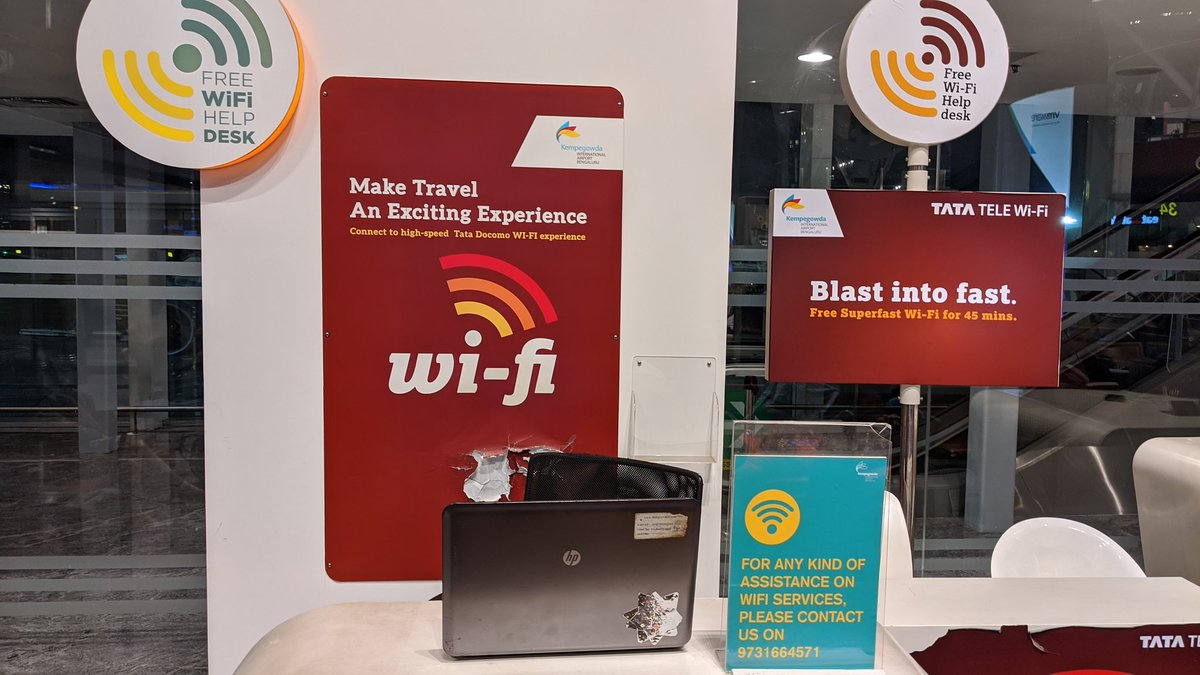 FREE
WiFi
HELP
DESK
Kempegowda
INTERNATIONAL
AIRPORT
BENGALURU
Make Travel
An Exciting Experience
Connect to high-speed Tata Docomo WI-FI experience
wi-fi
hp
Free
Wi-Fi
Help
desk
Kempegowda
INTERNATIONAL
AIRPORT
BENGALURU
TATA TELE Wi-Fi
Blast into fast.
Free Superfast Wi-Fi for 45 mins.
vmware
34
Kempegowda
FOR ANY KIND OF
ASSISTANCE ON
WIFI SERVICES,
PLEASE CONTACT
US ON
9731664571
TATA TE